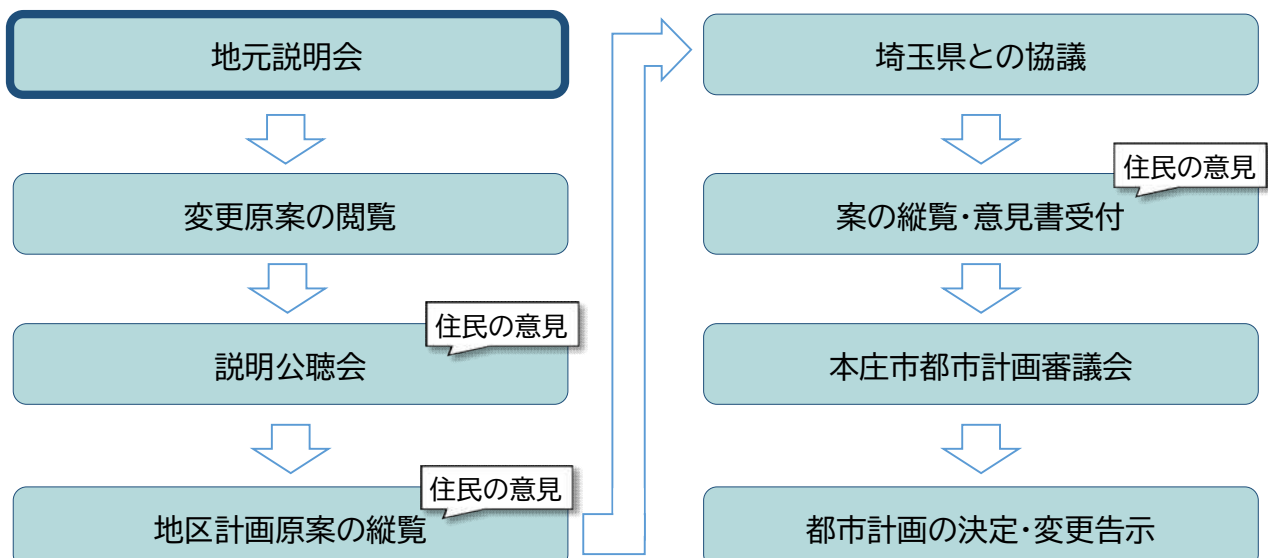 地元説明会
変更原案の閲覧
住民の意見
説明公聴会
住民の意見
地区計画原案の縦覧
埼玉県との協議
住民の意見
案の縦覧・意見書受付
本庄市都市計画審議会
都市計画の決定・変更告示